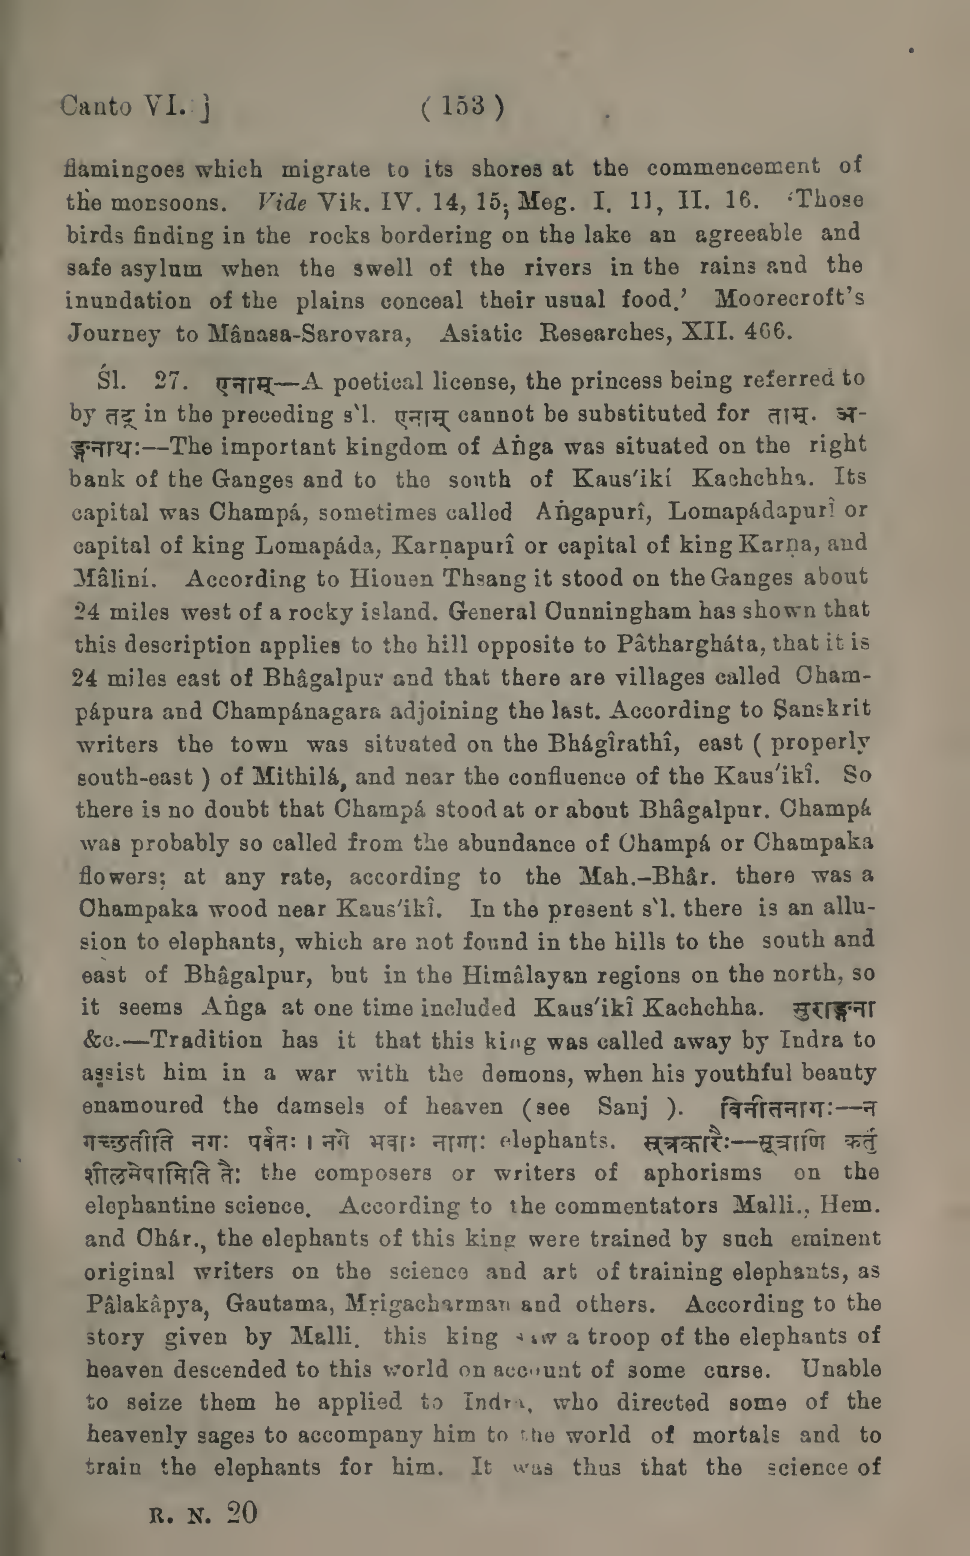 Canto VI. ] ( 153 )
flamingoes which migrate to its shores at the commencement of
the monsoons. Vide Vik. IV. 14, 15; Meg. I. 11, II. 16. 'Those
birds finding in the rocks bordering on the lake an agreeable and
safe asylum when the swell of the rivers in the rains and the
inundation of the plains conceal their usual food.' Moorecroft's
Journey to Mânasa-Sarovara, Asiatic Researches, XII. 466.
Śl. 27. एनाम्—A poetical license, the princess being referred to
by तद् in the preceding s'l. एनाम् cannot be substituted for ताम्. अ-
ङ्गनाथः—The important kingdom of Aṅga was situated on the right
bank of the Ganges and to the south of Kaus'ikí Kachchha. Its
capital was Champá, sometimes called Aṅgapurî, Lomapádapurî or
capital of king Lomapáda, Karṇapurî or capital of king Karṇa, and
Mâliní. According to Hiouen Thsang it stood on the Ganges about
24 miles west of a rocky island. General Cunningham has shown that
this description applies to the hill opposite to Pâtharghâta, that it is
24 miles east of Bhâgalpur and that there are villages called Cham-
pápura and Champánagara adjoining the last. According to Sanskrit
writers the town was situated on the Bhágîrathî, east ( properly
south-east ) of Mithilá, and near the confluence of the Kaus'ikî. So
there is no doubt that Champá stood at or about Bhâgalpur. Champá
was probably so called from the abundance of Champá or Champaka
flowers; at any rate, according to the Mah.-Bhâr. there was a
Champaka wood near Kaus'ikî. In the present s'l. there is an allu-
sion to elephants, which are not found in the hills to the south and
east of Bhâgalpur, but in the Himâlayan regions on the north, so
it seems Aṅga at one time included Kaus'ikî Kachchha. सुराङ्गना
&c.—Tradition has it that this king was called away by Indra to
assist him in a war with the demons, when his youthful beauty
enamoured the damsels of heaven (see Sanj ). विनीतनागः—न
गच्छतीति नगः पर्वतः । नगे भवाः नागाः elephants. सूत्रकारैः—सूत्राणि कर्तुं
शीलमेषामिति तैः the composers or writers of aphorisms on the
elephantine science. According to the commentators Malli., Hem.
and Chár., the elephants of this king were trained by such eminent
original writers on the science and art of training elephants, as
Pâlakâpya, Gautama, Mṛigacharman and others. According to the
story given by Malli. this king saw a troop of the elephants of
heaven descended to this world on account of some curse. Unable
to seize them he applied to Indra, who directed some of the
heavenly sages to accompany him to the world of mortals and to
train the elephants for him. It was thus that the science of
R. N. 20